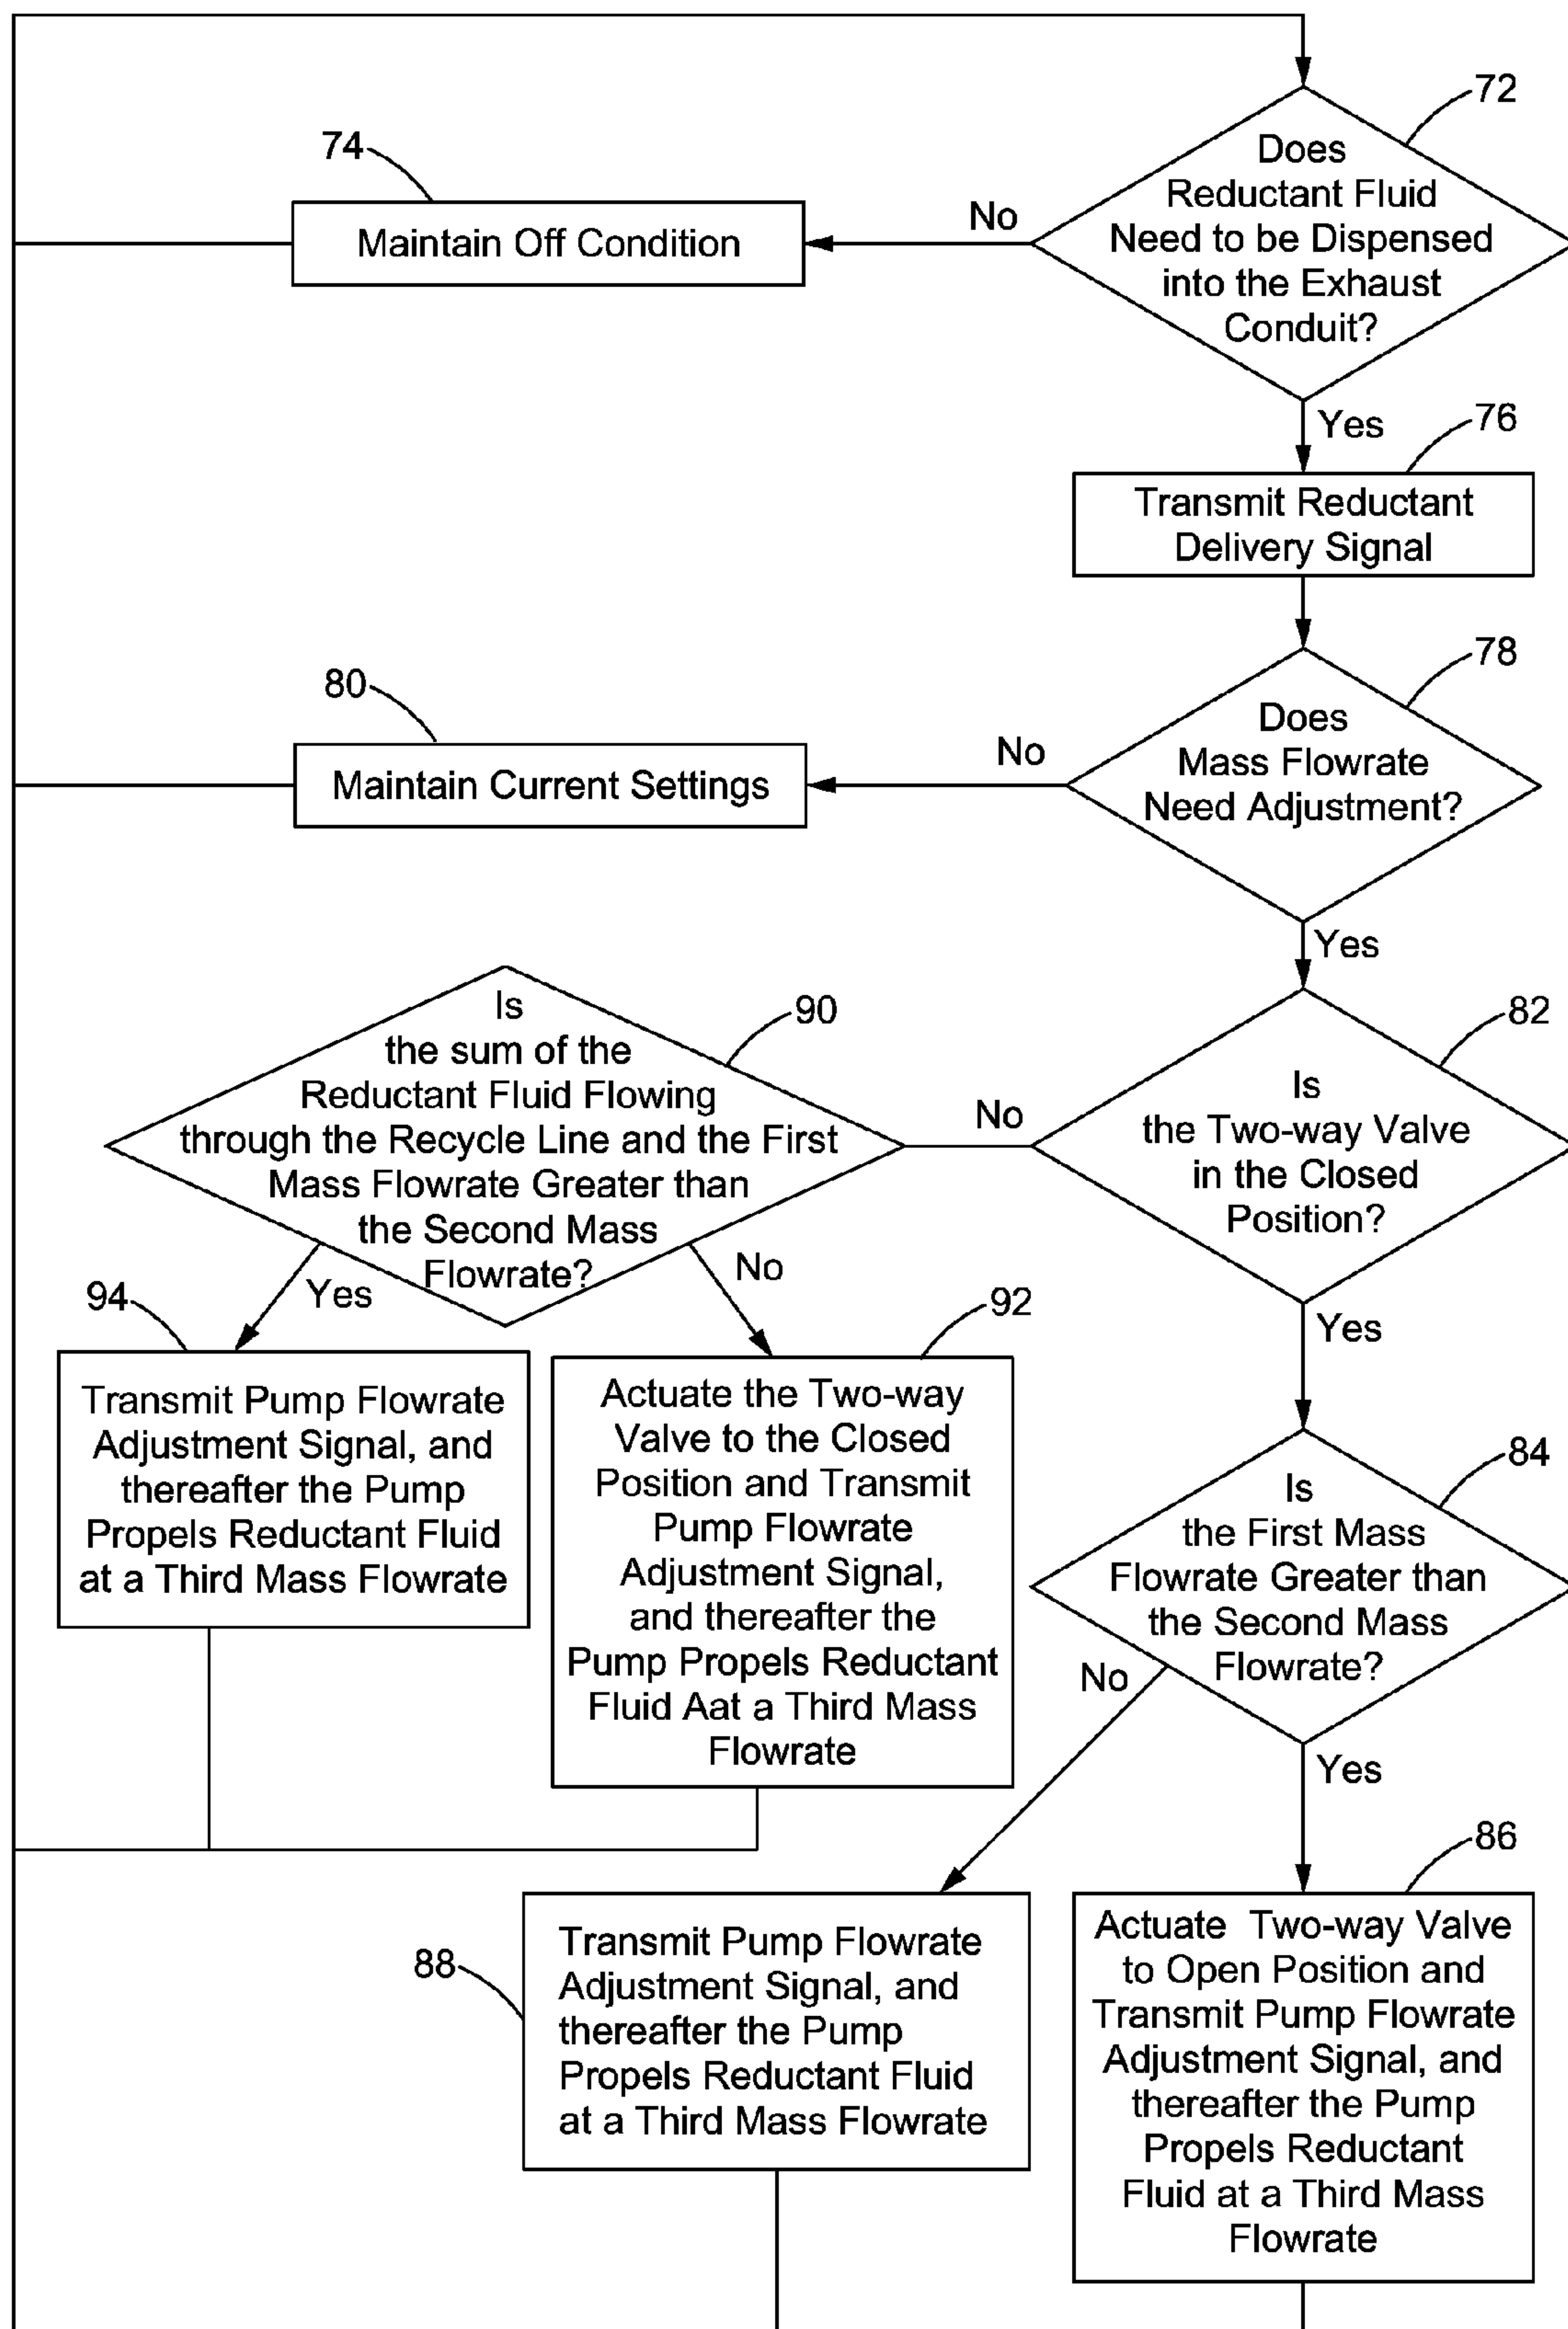 72
Does
Reductant Fluid
Need to be Dispensed
into the Exhaust
Conduit?
No
74
Maintain Off Condition
Yes
76
Transmit Reductant
Delivery Signal
78
Does
Mass Flowrate
Need Adjustment?
No
80
Maintain Current Settings
Yes
82
Is
the Two-way Valve
in the Closed
Position?
No
90
Is
the sum of the
Reductant Fluid Flowing
through the Recycle Line and the First
Mass Flowrate Greater than
the Second Mass
Flowrate?
Yes
94
Transmit Pump Flowrate
Adjustment Signal, and
thereafter the Pump
Propels Reductant Fluid
at a Third Mass Flowrate
No
92
Actuate the Two-way
Valve to the Closed
Position and Transmit
Pump Flowrate
Adjustment Signal,
and thereafter the
Pump Propels Reductant
Fluid Aat a Third Mass
Flowrate
Yes
84
Is
the First Mass
Flowrate Greater than
the Second Mass
Flowrate?
No
88
Transmit Pump Flowrate
Adjustment Signal, and
thereafter the Pump
Propels Reductant Fluid
at a Third Mass Flowrate
Yes
86
Actuate Two-way Valve
to Open Position and
Transmit Pump Flowrate
Adjustment Signal, and
thereafter the Pump
Propels Reductant
Fluid at a Third Mass
Flowrate